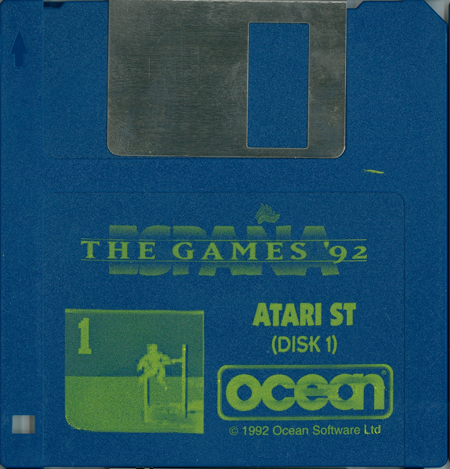 ESPAÑA
THE GAMES '92
1
ATARI ST
(DISK 1)
ocean
© 1992 Ocean Software Ltd